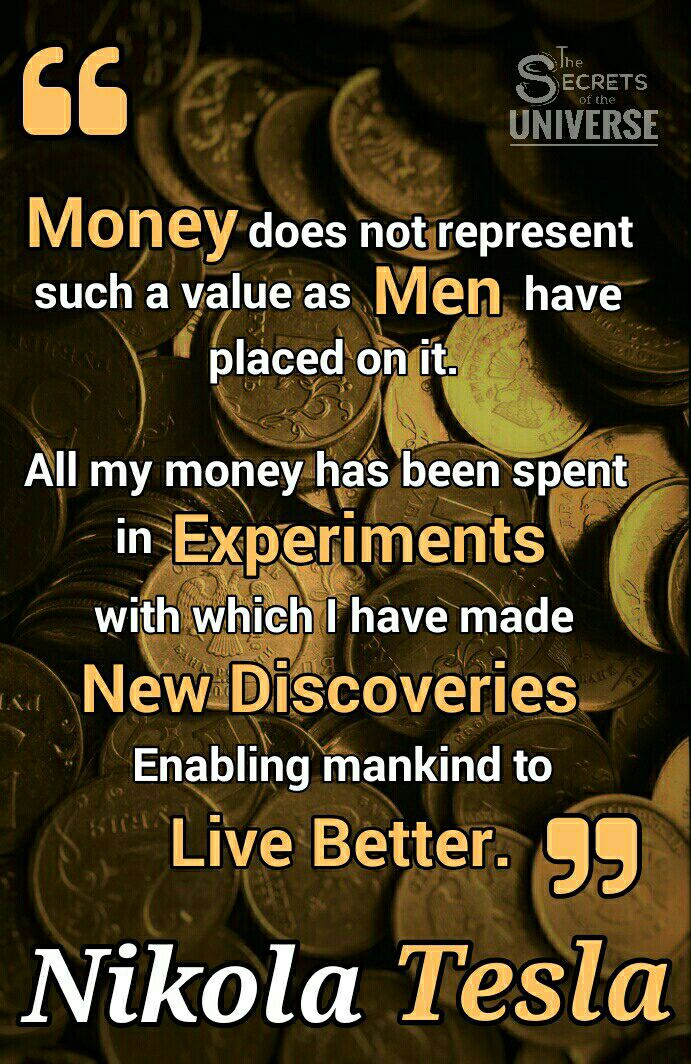 The
SECRETS
of the
UNIVERSE
“
Money does not represent
such a value as Men have
placed on it.
All my money has been spent
in Experiments
with which I have made
New Discoveries
Enabling mankind to
Live Better. ”
Nikola Tesla